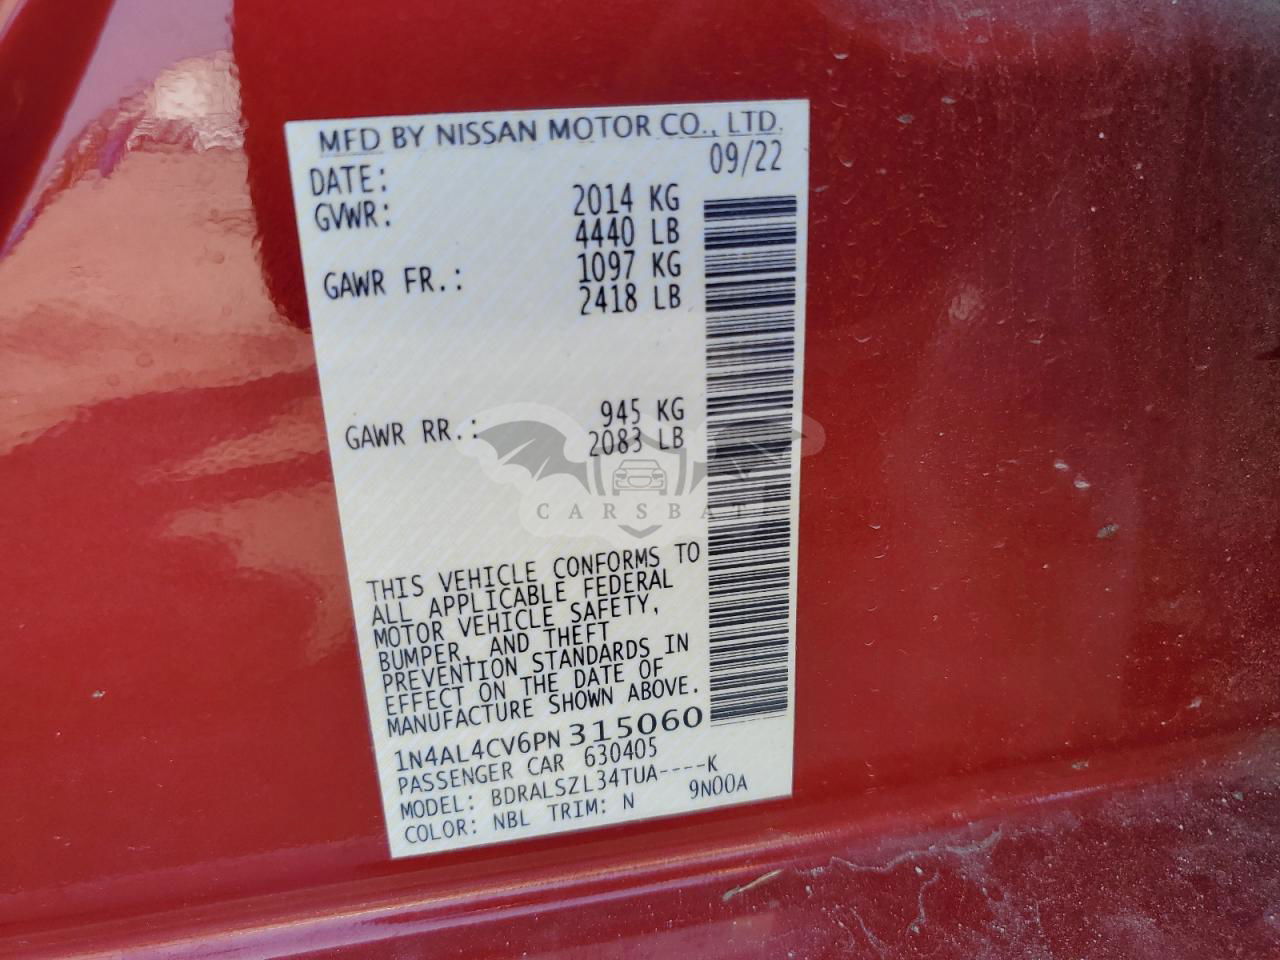 MFD BY NISSAN MOTOR CO., LTD.
DATE: 09/22
GVWR: 2014 KG
4440 LB
GAWR FR.: 1097 KG
2418 LB
GAWR RR.: 945 KG
2083 LB
CARSBAT
THIS VEHICLE CONFORMS TO
ALL APPLICABLE FEDERAL
MOTOR VEHICLE SAFETY,
BUMPER, AND THEFT
PREVENTION STANDARDS IN
EFFECT ON THE DATE OF
MANUFACTURE SHOWN ABOVE.
1N4AL4CV6PN 315060
PASSENGER CAR 630405
MODEL: BDRALSZL34TUA----K
COLOR: NBL TRIM: N 9N00A